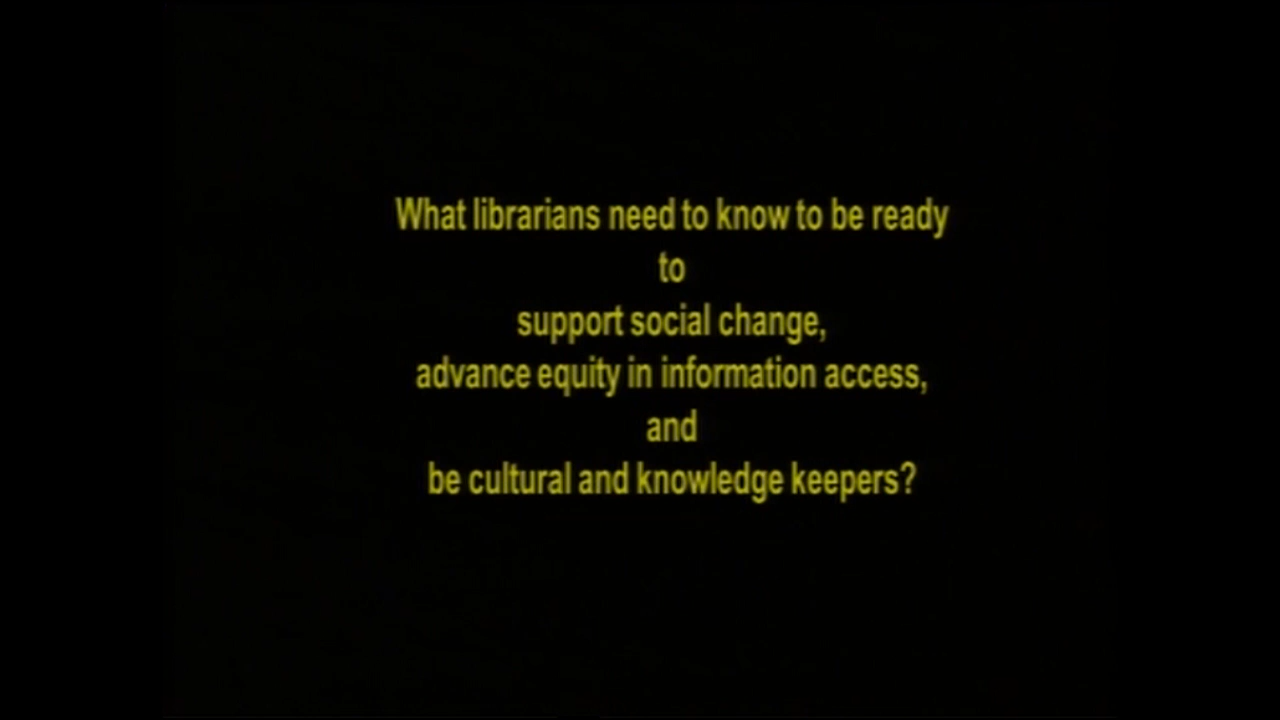 What librarians need to know to be ready
to
support social change,
advance equity in information access,
and
be cultural and knowledge keepers?